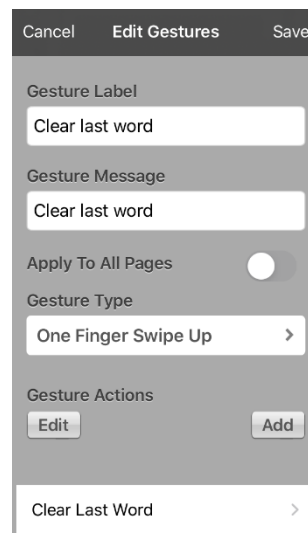 Cancel Edit Gestures Save
Gesture Label
Clear last word
Gesture Message
Clear last word
Apply To All Pages
Gesture Type
One Finger Swipe Up
Gesture Actions
Edit Add
Clear Last Word